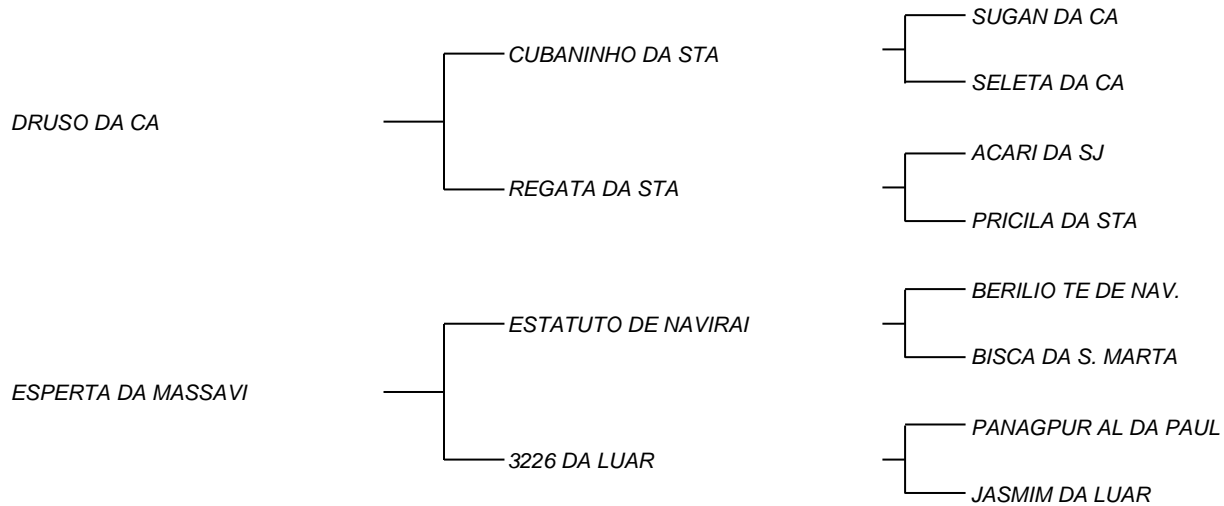 SUGAN DA CA
CUBANINHO DA STA
SELETA DA CA
DRUSO DA CA
ACARI DA SJ
REGATA DA STA
PRICILA DA STA
BERILIO TE DE NAV.
ESTATUTO DE NAVIRAI
BISCA DA S. MARTA
ESPERTA DA MASSAVI
PANAGPUR AL DA PAUL
3226 DA LUAR
JASMIM DA LUAR